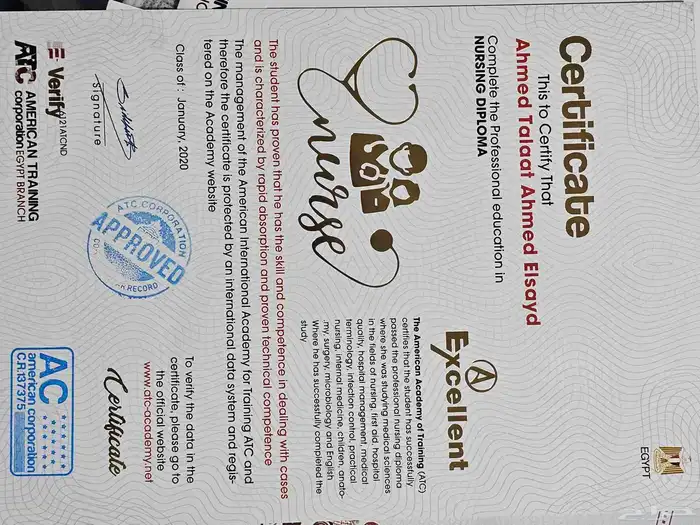 Certificate
This to Certify That
Ahmed Talaat Ahmed Elsayd
Complete the Professional education in
NURSING DIPLOMA
EGYPT
A
Excellent
The American Academy of Training (ATC)
certifies that the student has successfully
passed the professional nursing diploma
where she was studying medical sciences
in the fields of nursing, first aid, hospital
quality, hospital management, medical
terminology, infection control, practical
nursing, internal medicine, children, anato-
.my, surgery, microbiology and English
Where he has successfully completed the
study
nurse
The student has proven that he has the skill and competence in dealing with cases
and is characterized by rapid absorption and proven technical competence
The management of the American International Academy for Training ATC and
therefore the certificate is protected by an international data system and regis-
tered on the Academy website
Class of : January, 2020
Signature
ATC CORPORATION
APPROVED
RECORD
To verify the data in the
certificate, please go to
the official website
www.atc-academy.net
Certificate
Verify
A121ATCND
ATC AMERICAN TRAINING
corporation EGYPT BRANCH
AC
american corporation
C.R:137375